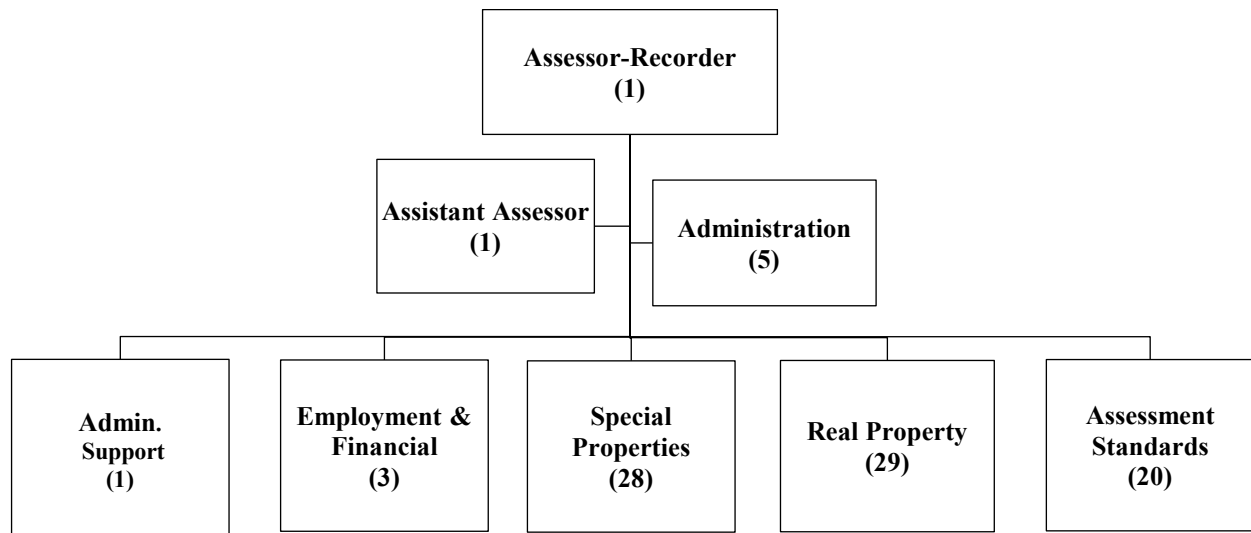 Assessor-Recorder
(1)
Assistant Assessor
(1)
Administration
(5)
Admin.
Support
(1)
Employment &
Financial
(3)
Special
Properties
(28)
Real Property
(29)
Assessment
Standards
(20)